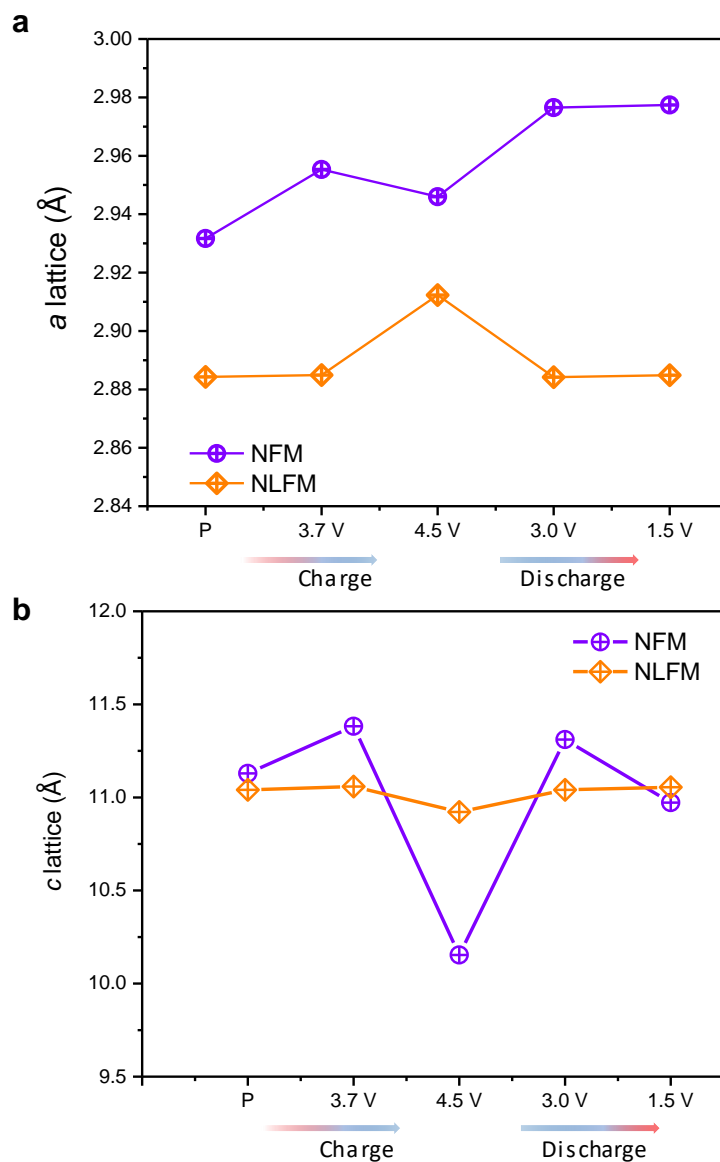 a
3.00
2.98
2.96
2.94
2.92
2.90
2.88
2.86
2.84
a lattice (Å)
NFM
NLFM
P 3.7 V 4.5 V 3.0 V 1.5 V
Charge Discharge
b
12.0
11.5
11.0
10.5
10.0
9.5
c lattice (Å)
NFM
NLFM
P 3.7 V 4.5 V 3.0 V 1.5 V
Charge Discharge